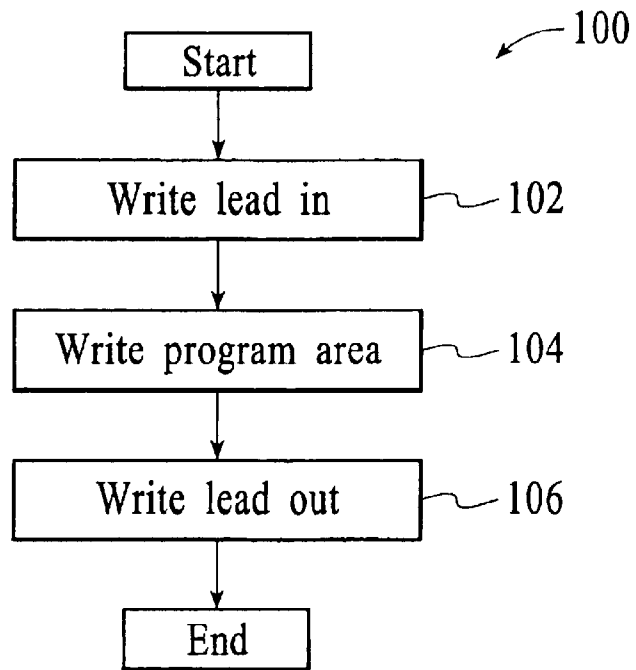 100
Start
Write lead in
102
Write program area
104
Write lead out
106
End